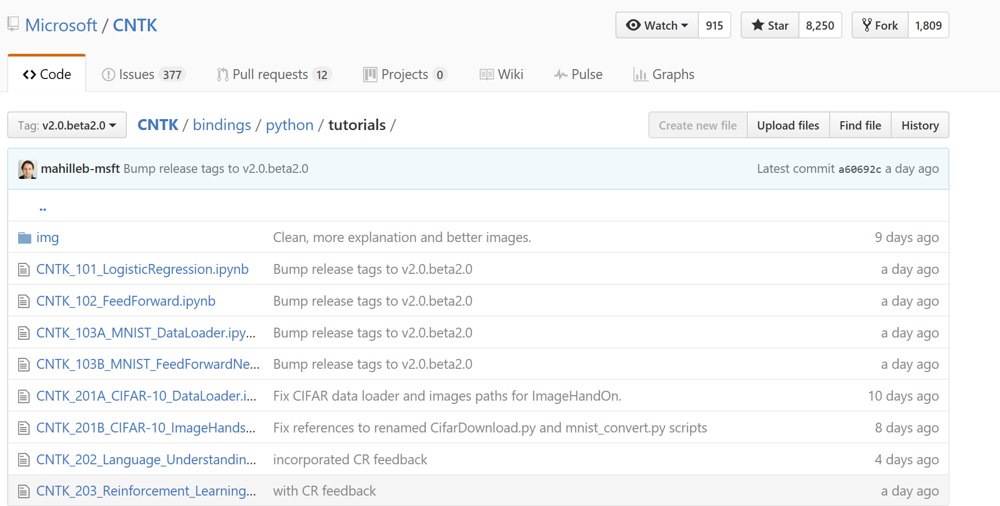 Microsoft / CNTK Watch 915 Star 8,250 Fork 1,809
Code Issues 377 Pull requests 12 Projects 0 Wiki Pulse Graphs
Tag: v2.0.beta2.0 CNTK / bindings / python / tutorials / Create new file Upload files Find file History
mahilleb-msft Bump release tags to v2.0.beta2.0 Latest commit a60692c a day ago
..
img Clean, more explanation and better images. 9 days ago
CNTK_101_LogisticRegression.ipynb Bump release tags to v2.0.beta2.0 a day ago
CNTK_102_FeedForward.ipynb Bump release tags to v2.0.beta2.0 a day ago
CNTK_103A_MNIST_DataLoader.ipy... Bump release tags to v2.0.beta2.0 a day ago
CNTK_103B_MNIST_FeedForwardNe... Bump release tags to v2.0.beta2.0 a day ago
CNTK_201A_CIFAR-10_DataLoader.i... Fix CIFAR data loader and images paths for ImageHandOn. 10 days ago
CNTK_201B_CIFAR-10_ImageHands... Fix references to renamed CifarDownload.py and mnist_convert.py scripts 8 days ago
CNTK_202_Language_Understandin... incorporated CR feedback 4 days ago
CNTK_203_Reinforcement_Learning... with CR feedback a day ago